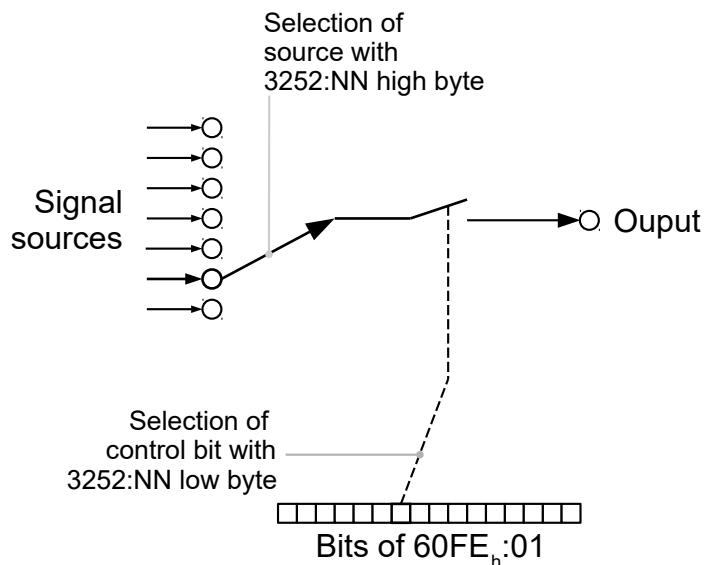 Selection of
source with
3252:NN high byte
Signal
sources
Ouput
Selection of
control bit with
3252:NN low byte
Bits of 60FEh:01